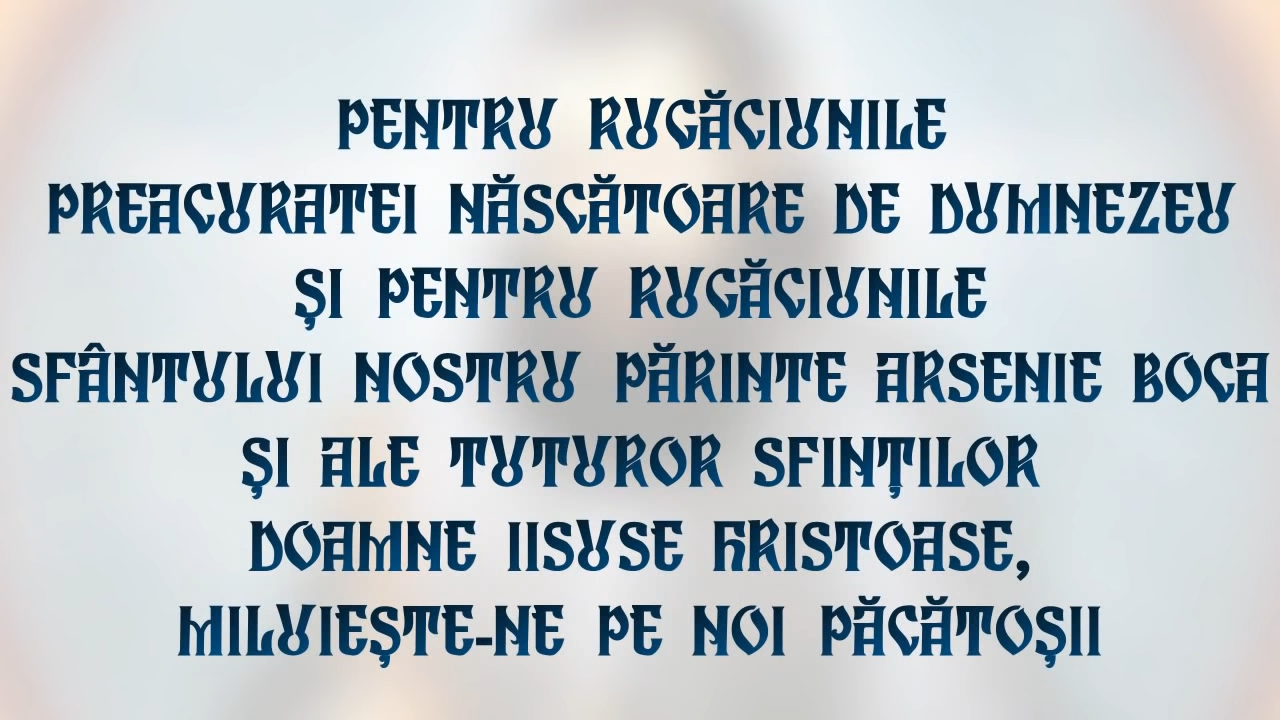 PENTRU RUGĂCIUNILE
PREACURATEI NĂSCĂTOARE DE DUMNEZEU
ȘI PENTRU RUGĂCIUNILE
SFÂNTULUI NOSTRU PĂRINTE ARSENIE BOCA
ȘI ALE TUTUROR SFINȚILOR
DOAMNE IISUSE HRISTOASE,
MILUIEȘTE-NE PE NOI PĂCĂTOȘII